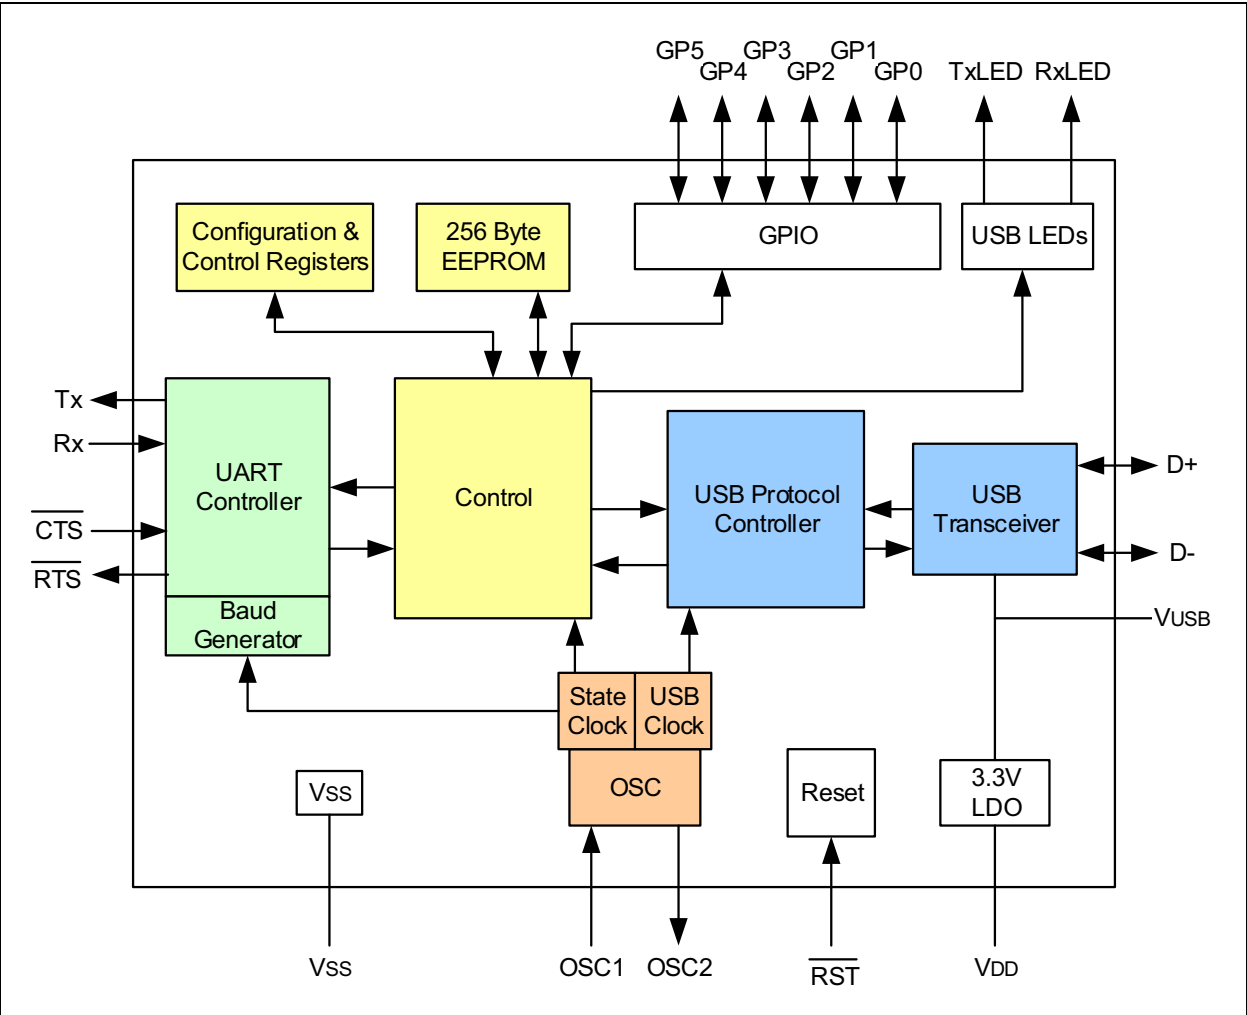 GP5
GP4
GP3
GP2
GP1
GP0
TxLED
RxLED
Configuration &
Control Registers
256 Byte
EEPROM
GPIO
USB LEDs
Tx
Rx
CTS
RTS
UART
Controller
Baud
Generator
Control
USB Protocol
Controller
USB
Transceiver
D+
D-
VUSB
State
Clock
USB
Clock
OSC
VSS
Reset
3.3V
LDO
VSS
OSC1
OSC2
RST
VDD